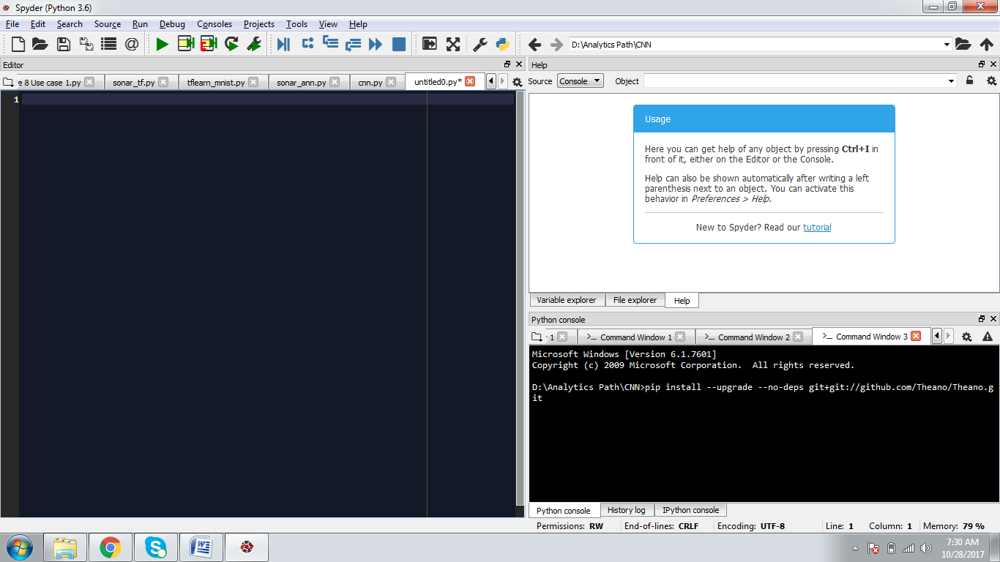 Spyder (Python 3.6)
File Edit Search Source Run Debug Consoles Projects Tools View Help
D:\Analytics Path\CNN
Editor
Help
e 8 Use case 1.py sonar_tf.py tflearn_mnist.py sonar_ann.py cnn.py untitled0.py*
Source Console Object
1
Usage
Here you can get help of any object by pressing Ctrl+I in
front of it, either on the Editor or the Console.
Help can also be shown automatically after writing a left
parenthesis next to an object. You can activate this
behavior in Preferences > Help.
New to Spyder? Read our tutorial
Variable explorer File explorer Help
Python console
1 >_ Command Window 1 >_ Command Window 2 >_ Command Window 3
Microsoft Windows [Version 6.1.7601]
Copyright (c) 2009 Microsoft Corporation.  All rights reserved.
D:\Analytics Path\CNN>pip install --upgrade --no-deps git+git://github.com/Theano/Theano.g
it
Python console History log IPython console
Permissions: RW End-of-lines: CRLF Encoding: UTF-8 Line: 1 Column: 1 Memory: 79 %
7:30 AM
10/28/2017